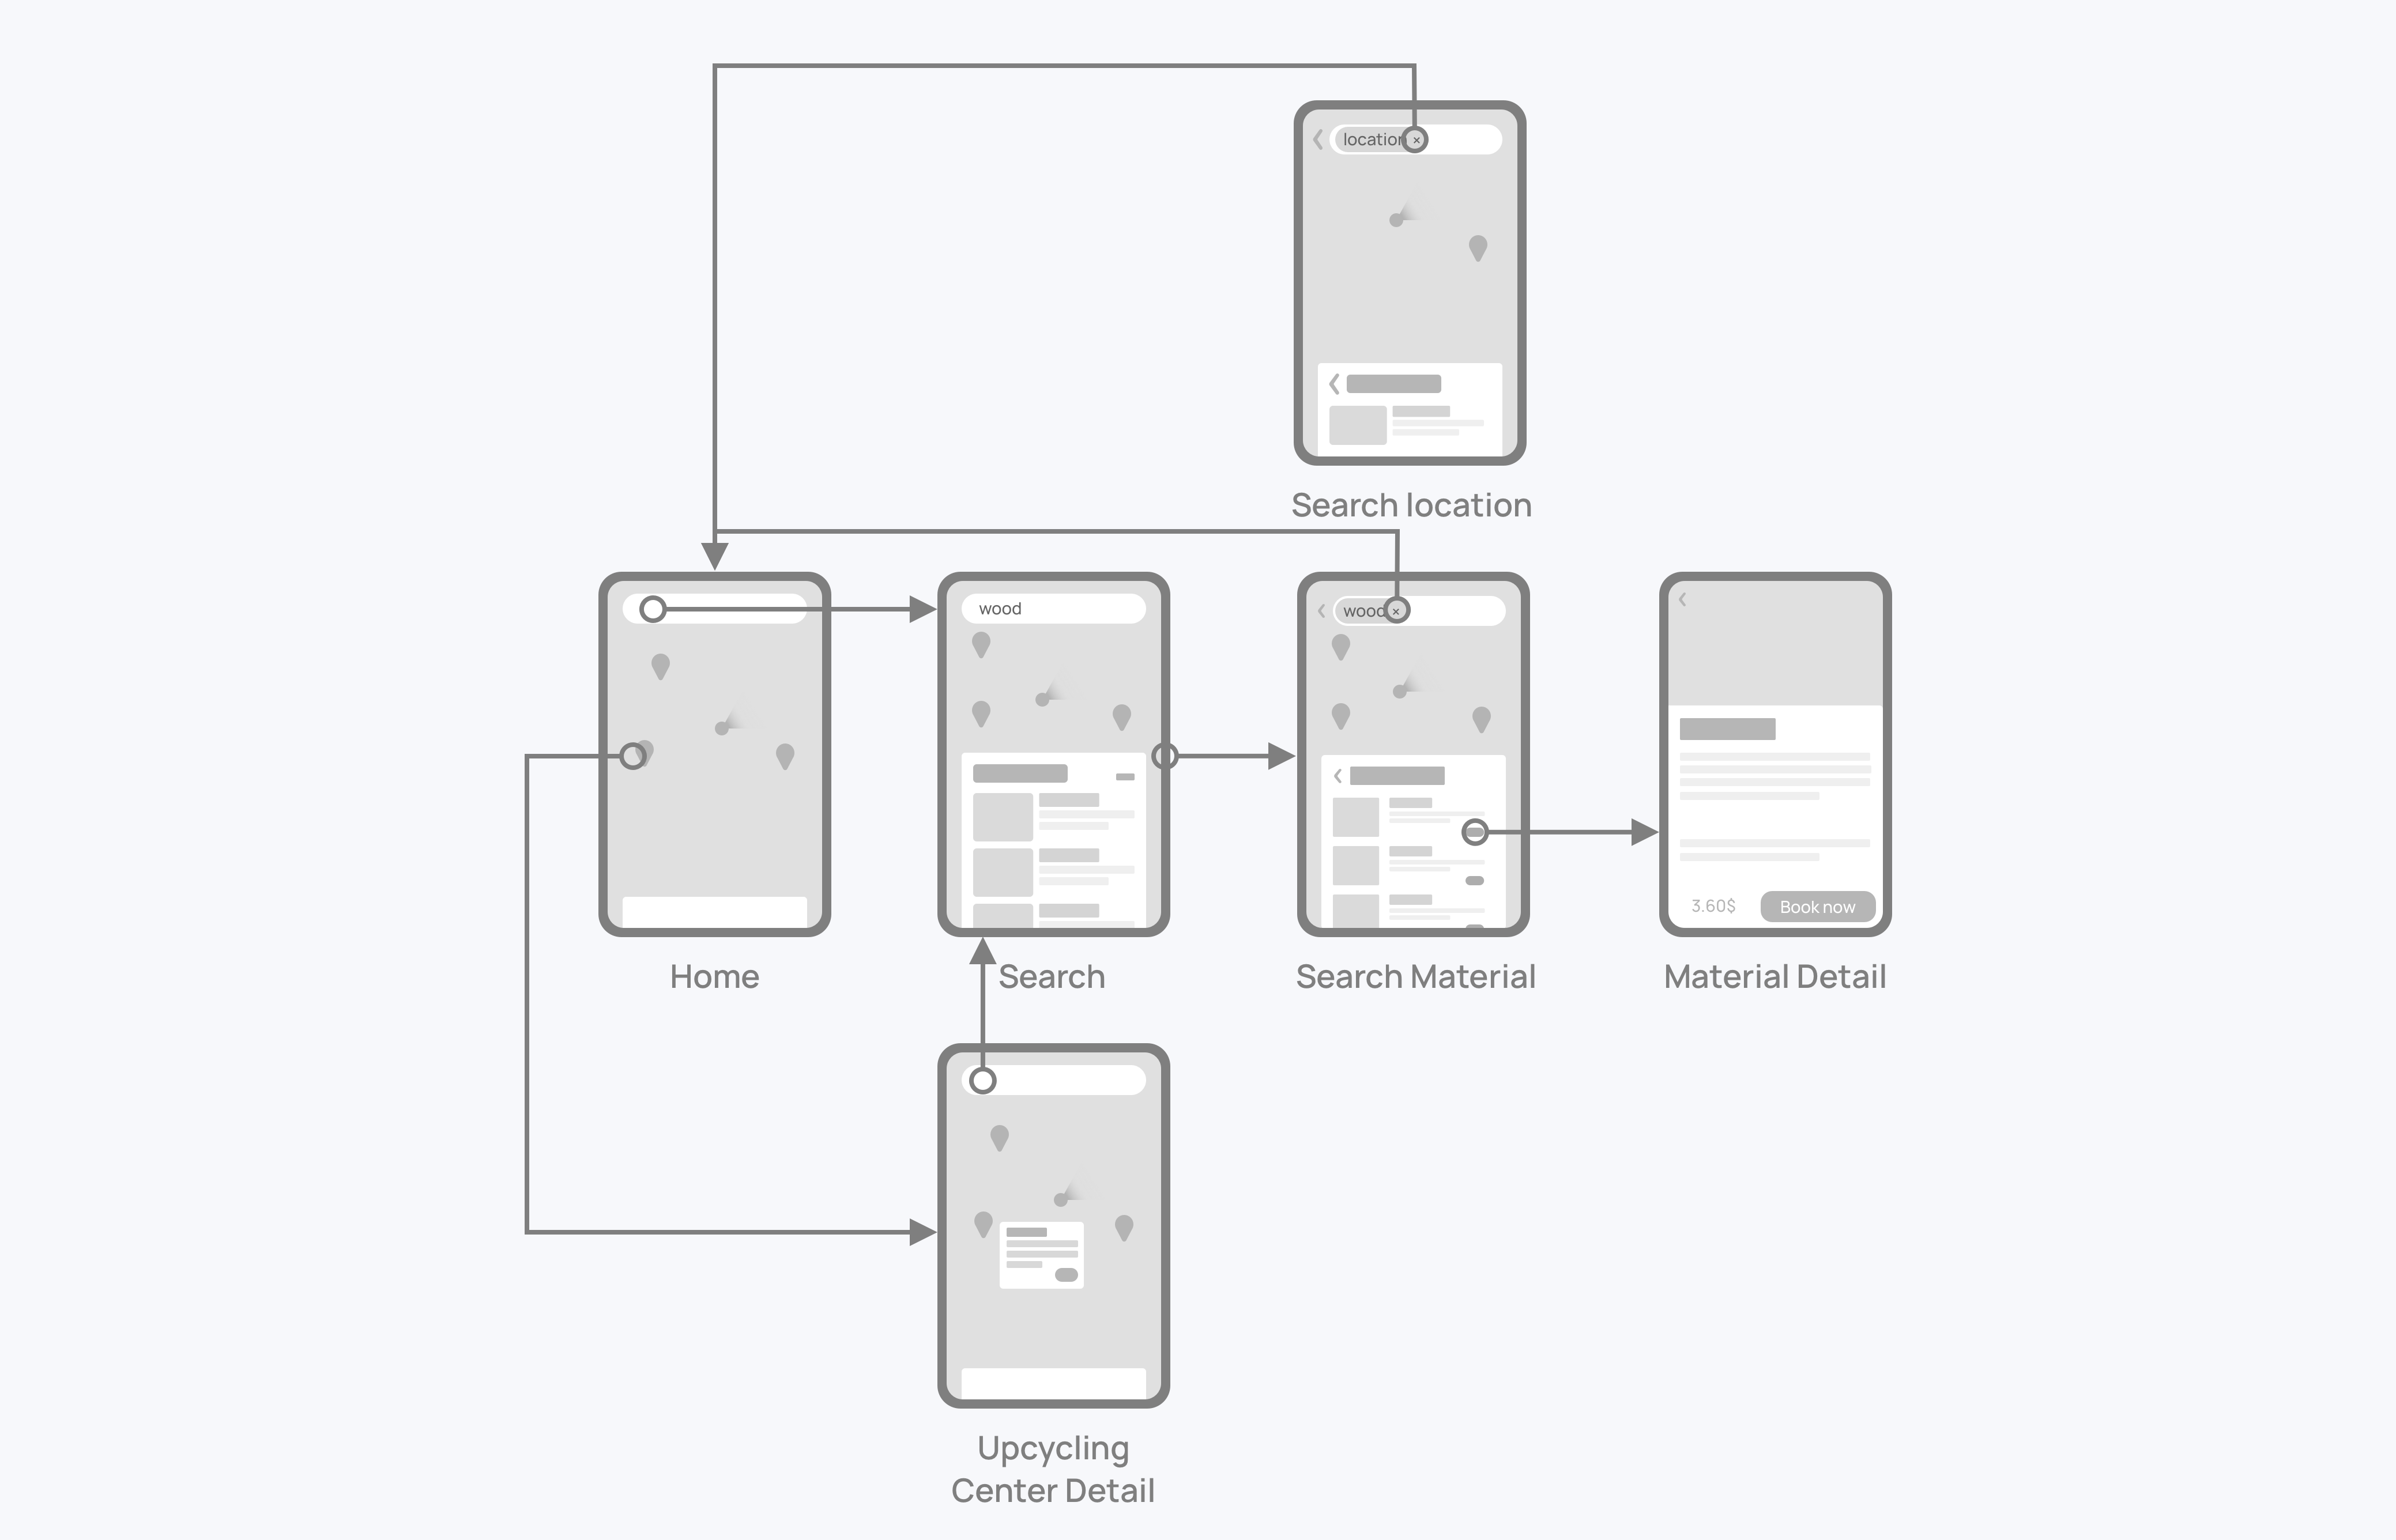 location ×
Search location
wood
wood ×
3.60$
Book now
Home
Search
Search Material
Material Detail
Upcycling
Center Detail